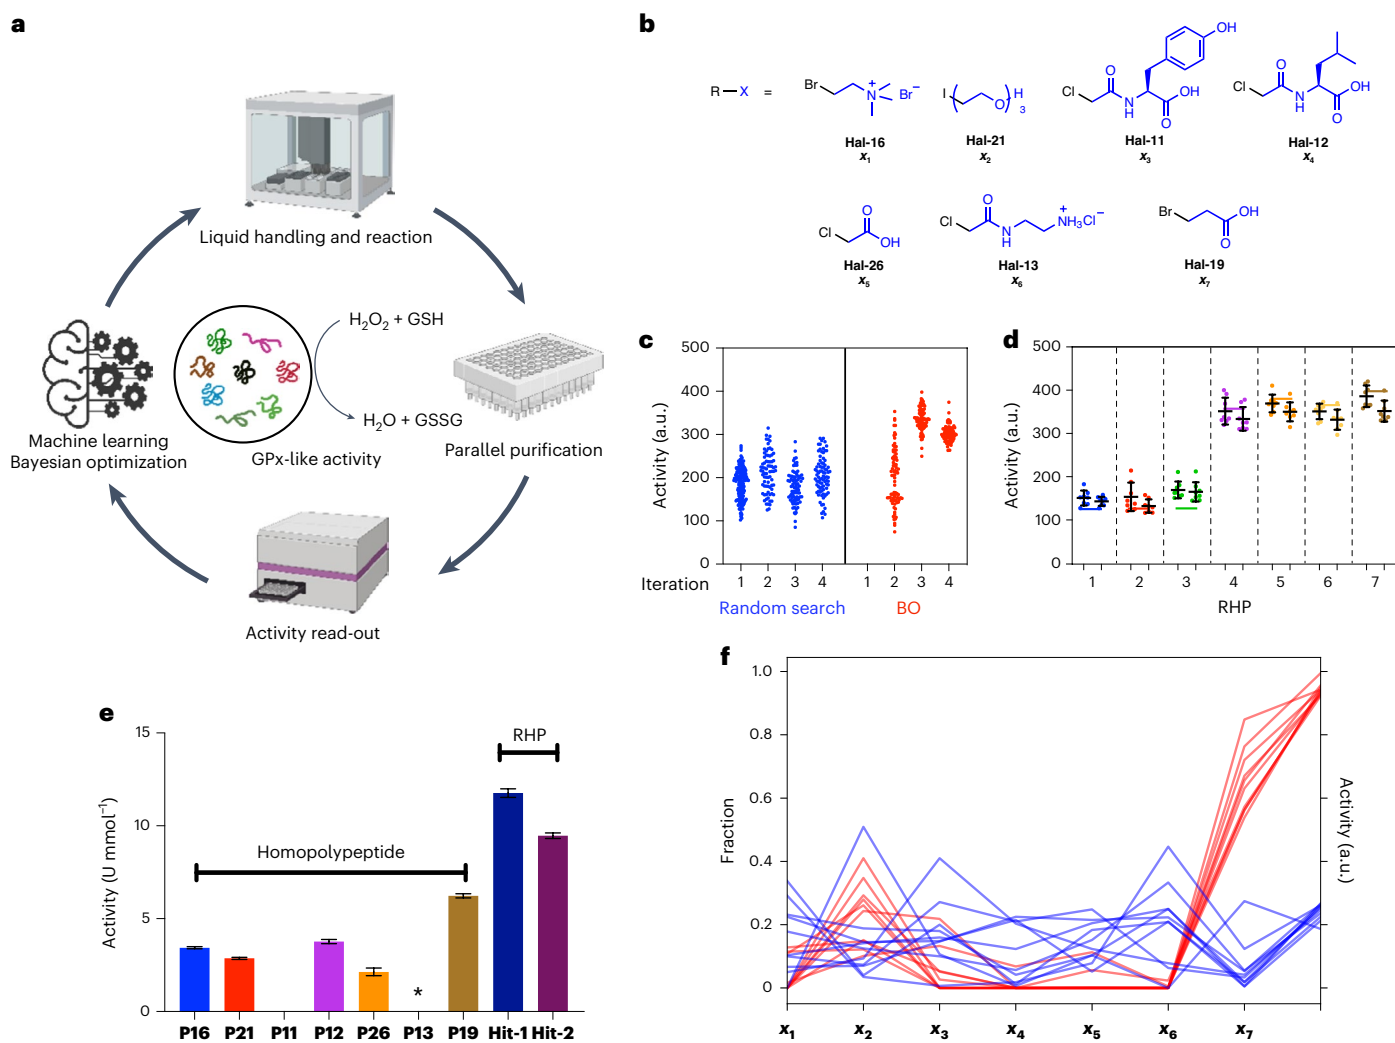 a
Liquid handling and reaction
H2O2 + GSH
H2O + GSSG
GPx-like activity
Machine learning
Bayesian optimization
Parallel purification
Activity read-out
b
R—X =
Br N+ Br−
I ( O ) H 3
Cl O N H O OH OH
Cl O N H O OH
Hal-16
Hal-21
Hal-11
Hal-12
x1
x2
x3
x4
Cl O OH
Cl O N H NH3Cl− +
Br OH O
Hal-26
Hal-13
Hal-19
x5
x6
x7
c
500
400
300
200
100
0
Activity (a.u.)
Iteration 1 2 3 4 1 2 3 4
Random search
BO
d
500
400
300
200
100
0
Activity (a.u.)
1 2 3 4 5 6 7
RHP
e
15
10
5
0
Activity (U mmol−1)
RHP
Homopolypeptide
*
P16 P21 P11 P12 P26 P13 P19 Hit-1 Hit-2
f
1.0
0.8
0.6
0.4
0.2
0
Fraction
Activity (a.u.)
x1 x2 x3 x4 x5 x6 x7